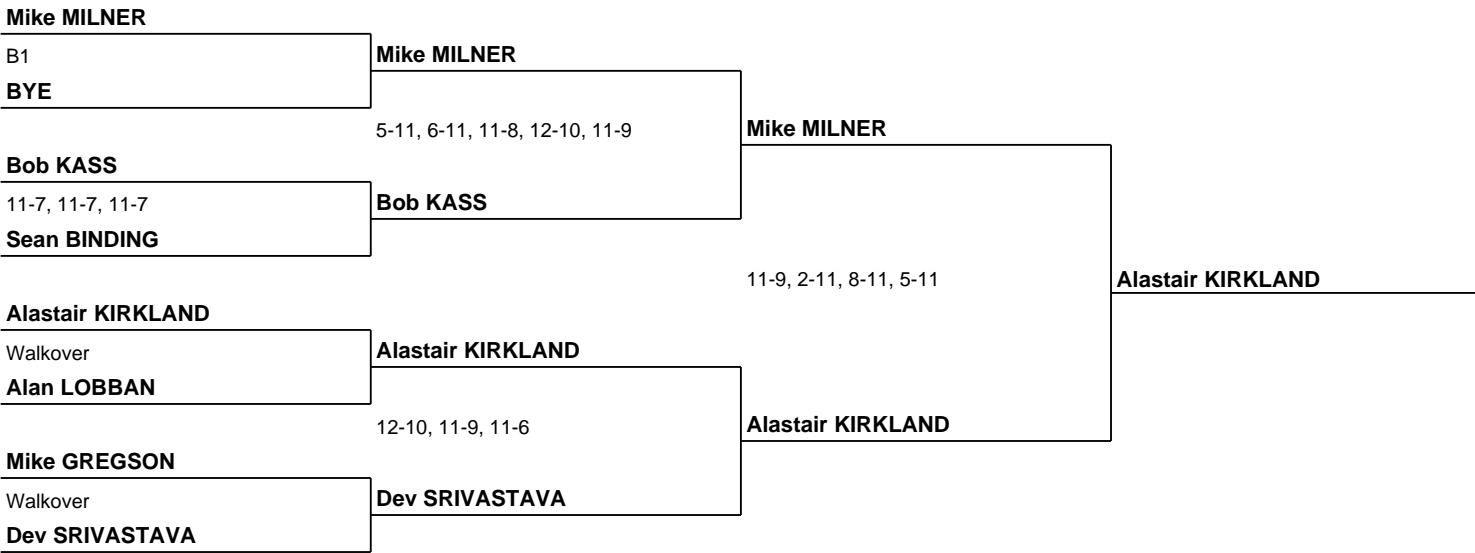 Mike MILNER
B1
BYE
Mike MILNER
5-11, 6-11, 11-8, 12-10, 11-9
Mike MILNER
Bob KASS
11-7, 11-7, 11-7
Sean BINDING
Bob KASS
11-9, 2-11, 8-11, 5-11
Alastair KIRKLAND
Alastair KIRKLAND
Walkover
Alan LOBBAN
Alastair KIRKLAND
12-10, 11-9, 11-6
Alastair KIRKLAND
Mike GREGSON
Walkover
Dev SRIVASTAVA
Dev SRIVASTAVA